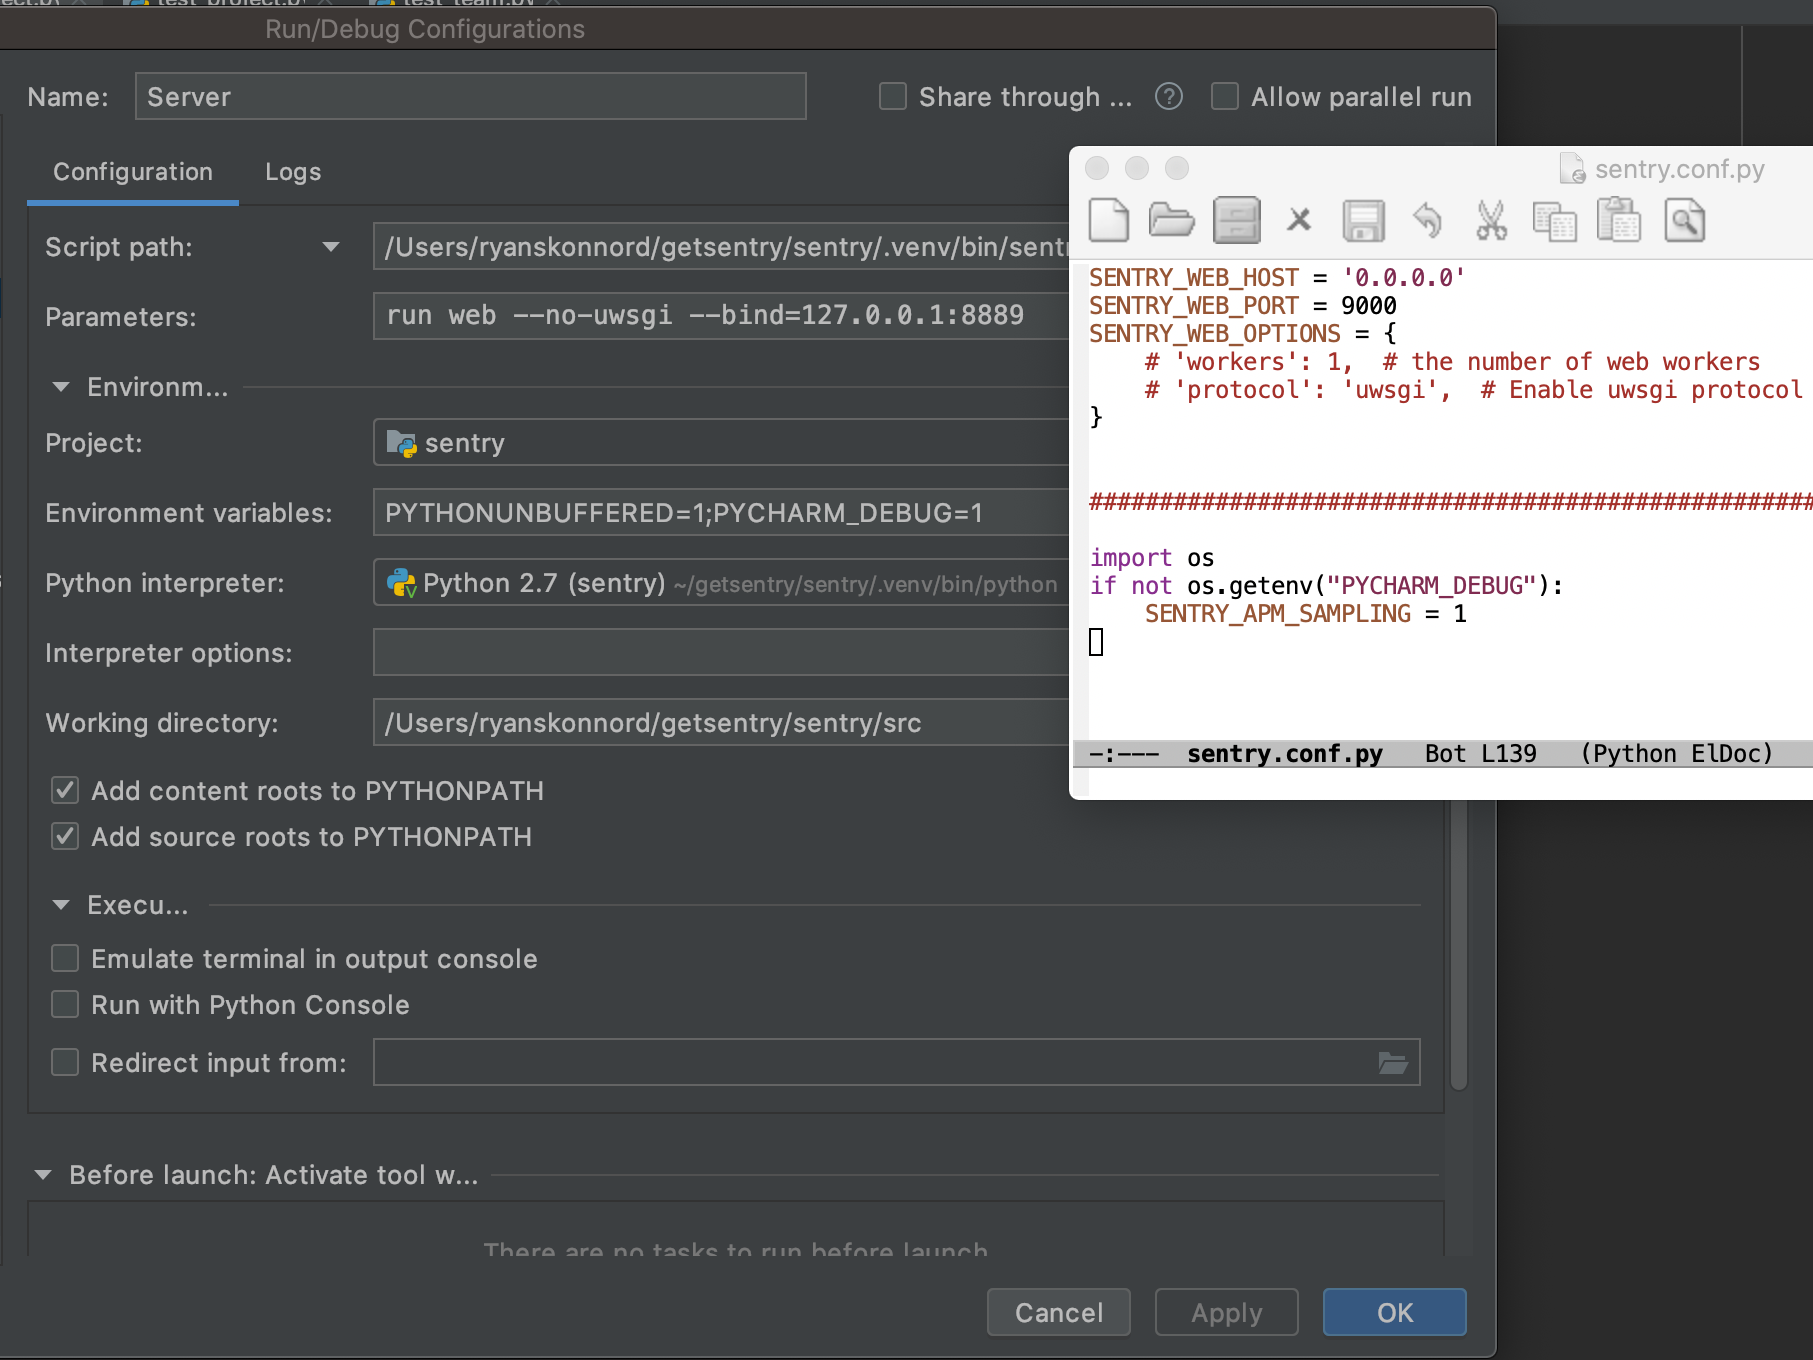 test_project.py
test_team.py
Run/Debug Configurations
Name:
Server
Share through ...
?
Allow parallel run
Configuration
Logs
Script path:
/Users/ryanskonnord/getsentry/sentry/.venv/bin/sentr
Parameters:
run web --no-uwsgi --bind=127.0.0.1:8889
Environm...
Project:
sentry
Environment variables:
PYTHONUNBUFFERED=1;PYCHARM_DEBUG=1
Python interpreter:
Python 2.7 (sentry) ~/getsentry/sentry/.venv/bin/python
Interpreter options:
Working directory:
/Users/ryanskonnord/getsentry/sentry/src
Add content roots to PYTHONPATH
Add source roots to PYTHONPATH
Execu...
Emulate terminal in output console
Run with Python Console
Redirect input from:
Before launch: Activate tool w...
There are no tasks to run before launch
Cancel
Apply
OK
sentry.conf.py
SENTRY_WEB_HOST = '0.0.0.0'
SENTRY_WEB_PORT = 9000
SENTRY_WEB_OPTIONS = {
    # 'workers': 1,  # the number of web workers
    # 'protocol': 'uwsgi',  # Enable uwsgi protocol
}
####################################################
import os
if not os.getenv("PYCHARM_DEBUG"):
    SENTRY_APM_SAMPLING = 1
-:---  sentry.conf.py   Bot L139   (Python ElDoc)